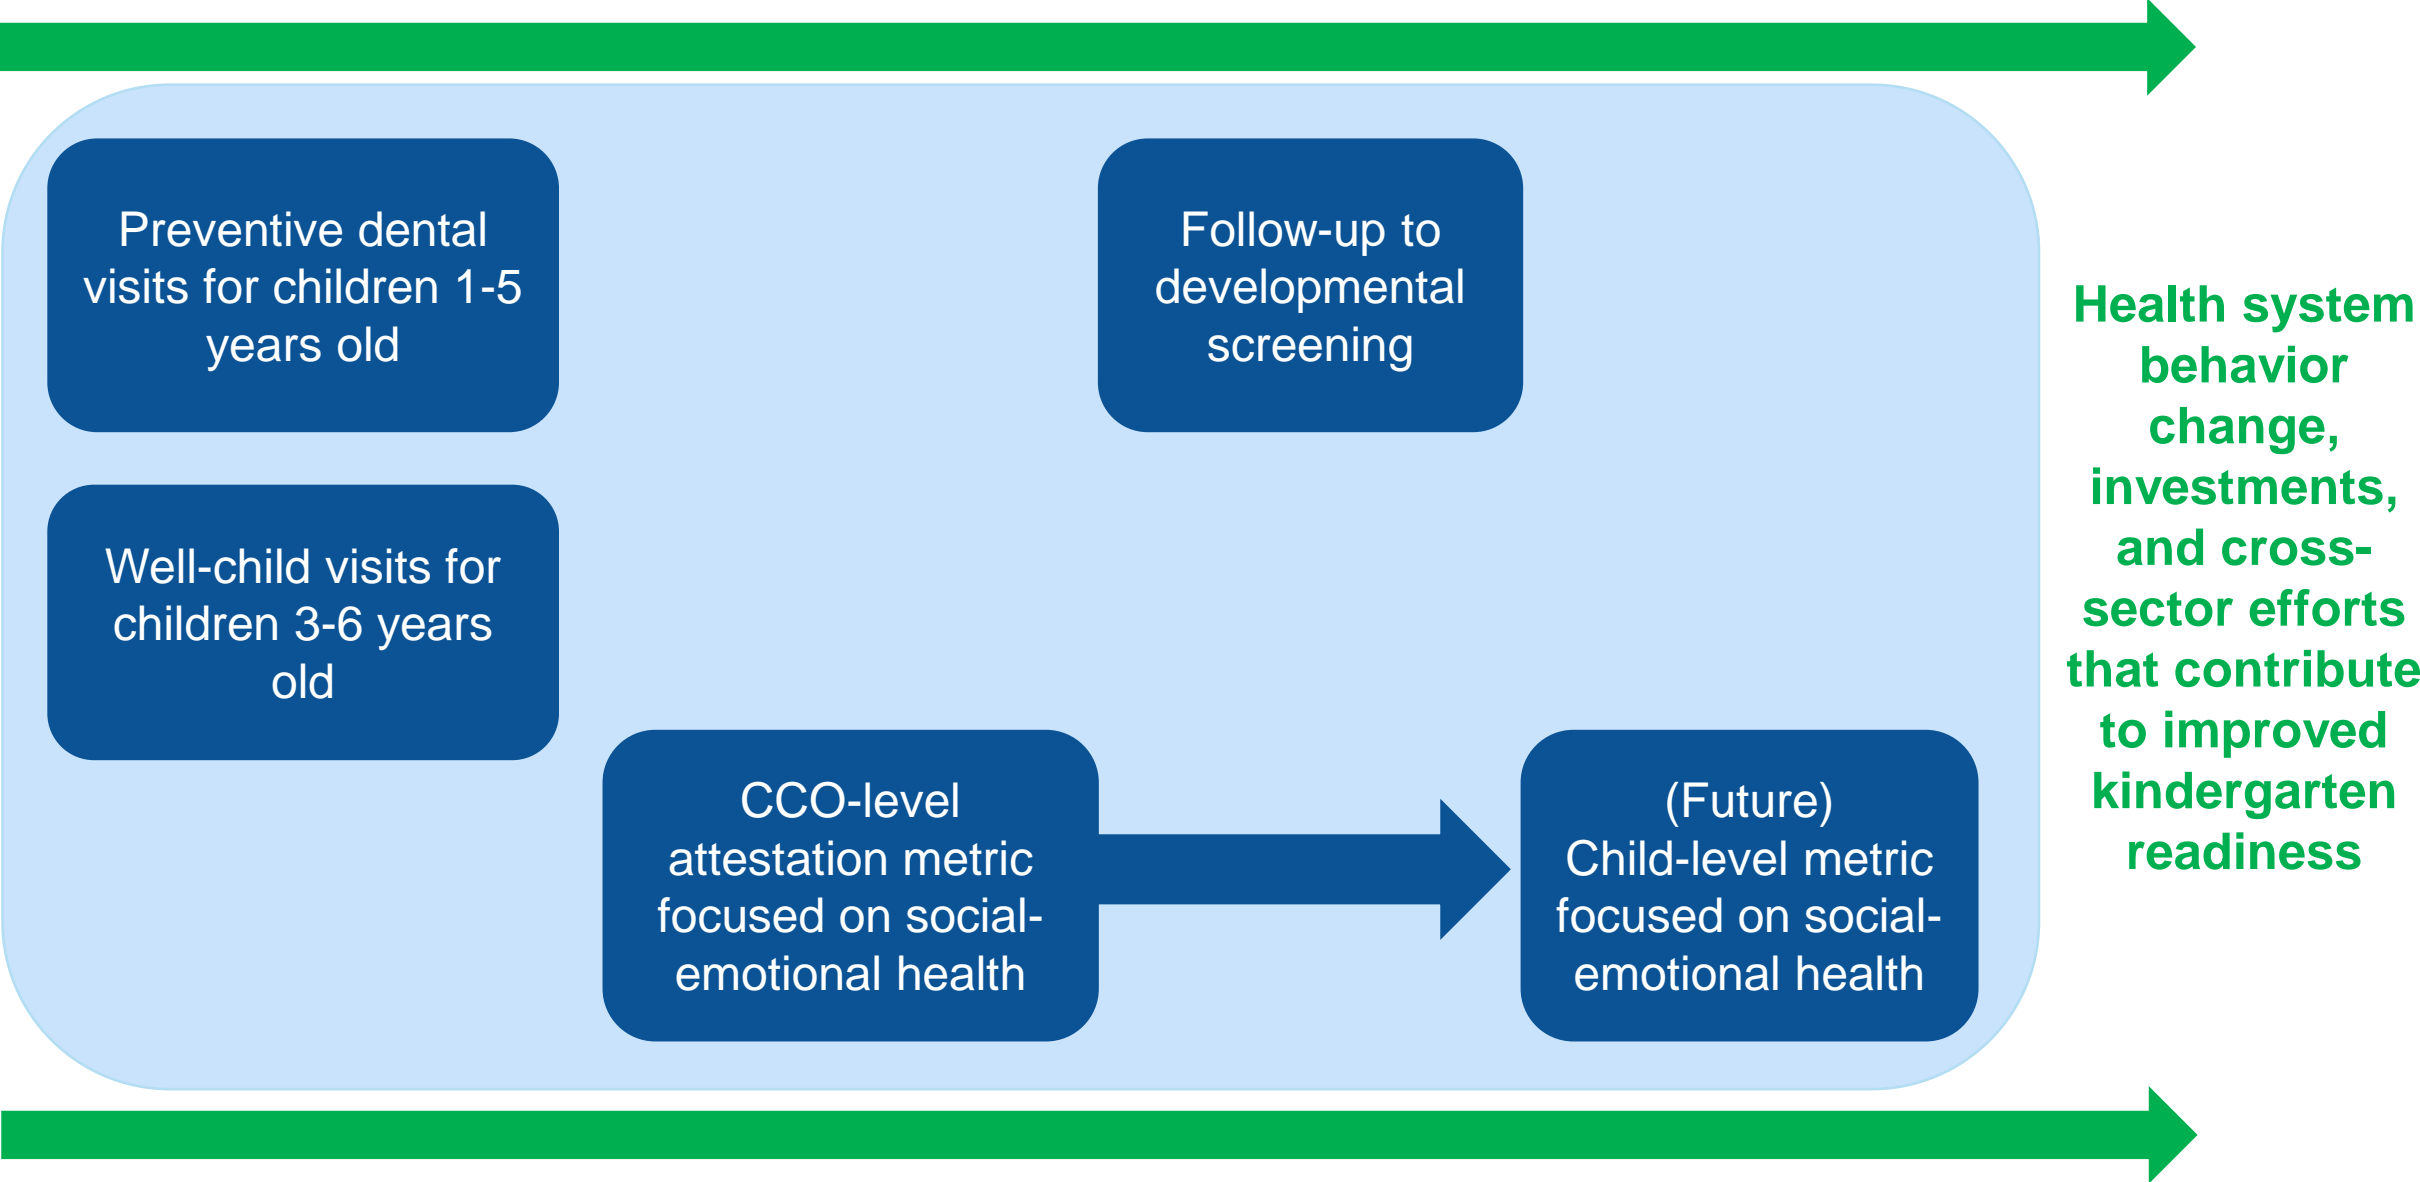 Preventive dental
visits for children 1-5
years old
Follow-up to
developmental
screening
Well-child visits for
children 3-6 years
old
CCO-level
attestation metric
focused on social-
emotional health
(Future)
Child-level metric
focused on social-
emotional health
Health system
behavior
change,
investments,
and cross-
sector efforts
that contribute
to improved
kindergarten
readiness